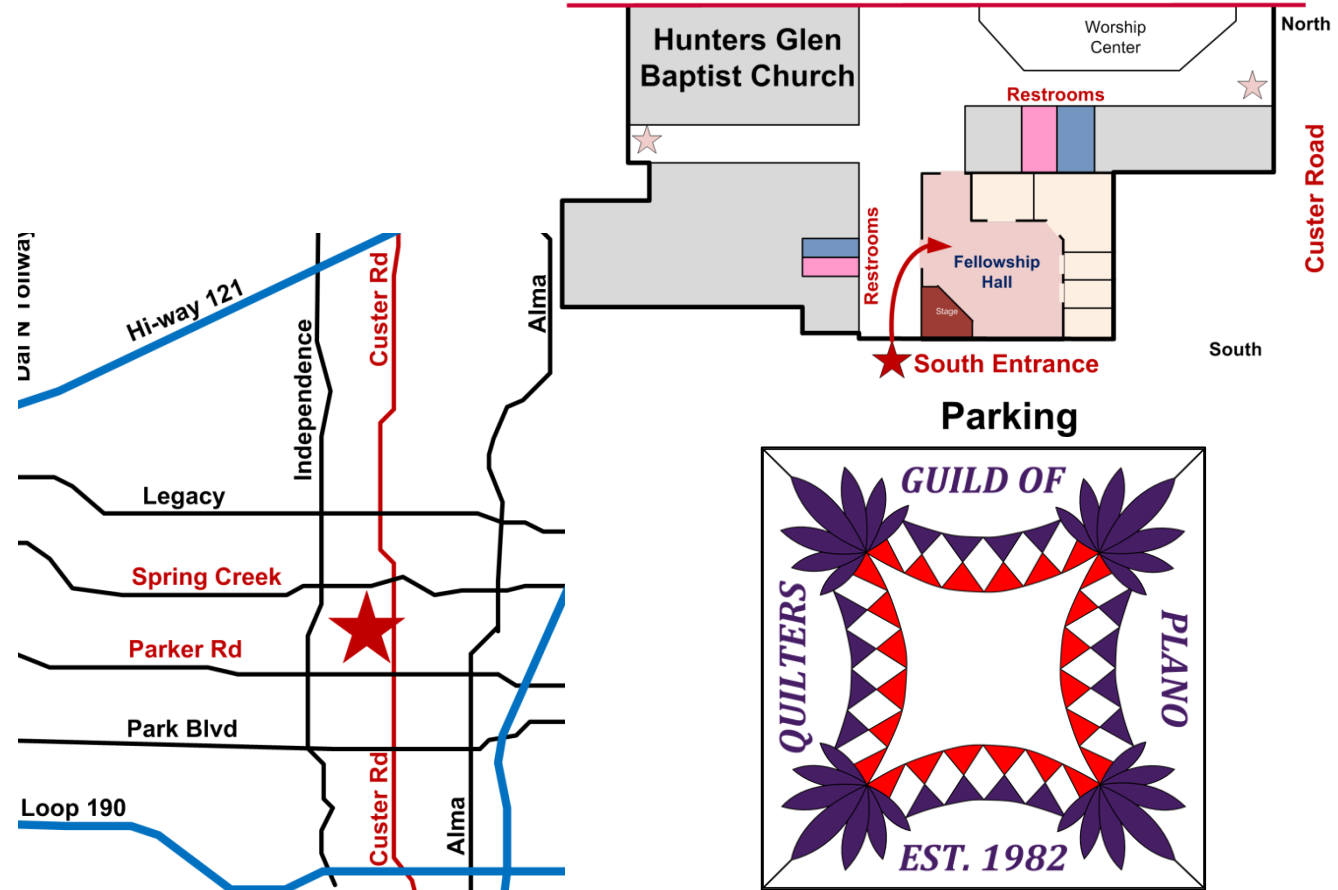 Hunters Glen
Baptist Church
Worship
Center
North
Restrooms
Custer Road
Restrooms
Fellowship
Hall
Stage
South Entrance
South
Parking
Dal N Tollway
Hi-way 121
Independence
Custer Rd
Alma
Legacy
Spring Creek
Parker Rd
Park Blvd
Loop 190
Custer Rd
Alma
GUILD OF
QUILTERS
PLANO
EST. 1982